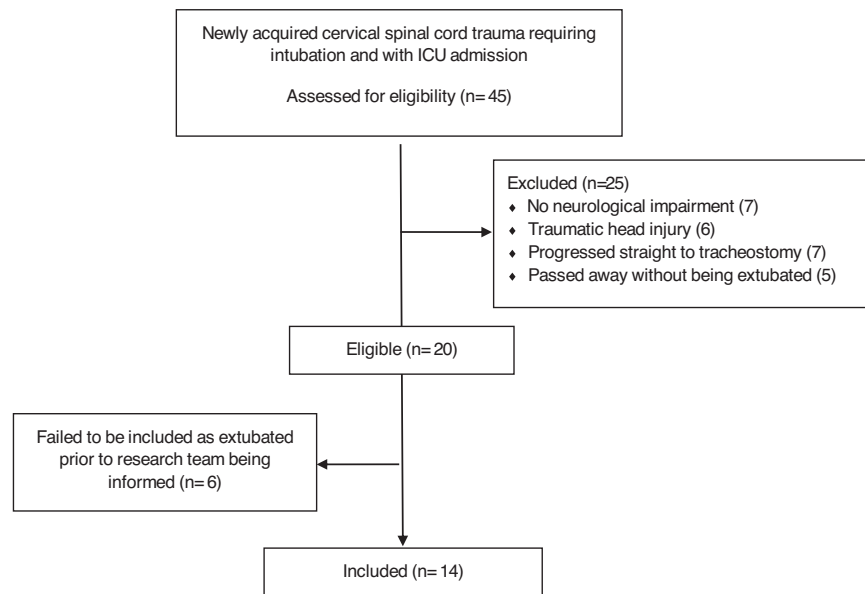 Newly acquired cervical spinal cord trauma requiring
intubation and with ICU admission
Assessed for eligibility (n= 45)
Excluded (n=25)
♦ No neurological impairment (7)
♦ Traumatic head injury (6)
♦ Progressed straight to tracheostomy (7)
♦ Passed away without being extubated (5)
Eligible (n= 20)
Failed to be included as extubated
prior to research team being
informed (n= 6)
Included (n= 14)